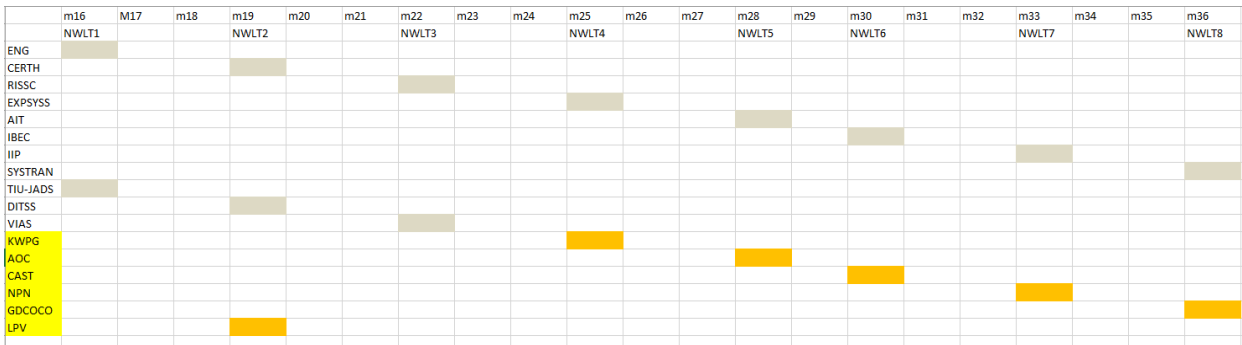 m16 M17 m18 m19 m20 m21 m22 m23 m24 m25 m26 m27 m28 m29 m30 m31 m32 m33 m34 m35 m36
NWLT1 NWLT2 NWLT3 NWLT4 NWLT5 NWLT6 NWLT7 NWLT8
ENG
CERTH
RISSC
EXPSYSS
AIT
IBEC
IIP
SYSTRAN
TIU-JADS
DITSS
VIAS
KWPG
AOC
CAST
NPN
GDCOCO
LPV